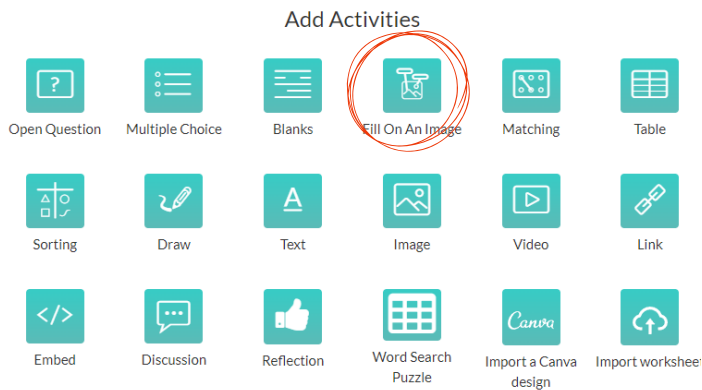 Add Activities
?
Open Question
Multiple Choice
Blanks
Fill On An Image
Matching
Table
A
Sorting
Draw
Text
Image
Video
Link
</>
Canva
Embed
Discussion
Reflection
Word Search
Puzzle
Import a Canva
design
Import worksheet